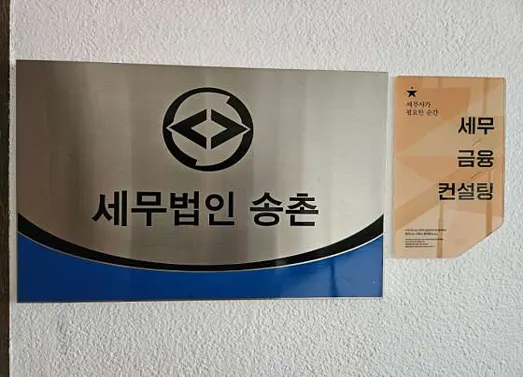 세무법인 송촌
세무사가
필요한 순간
세무
금융
컨설팅